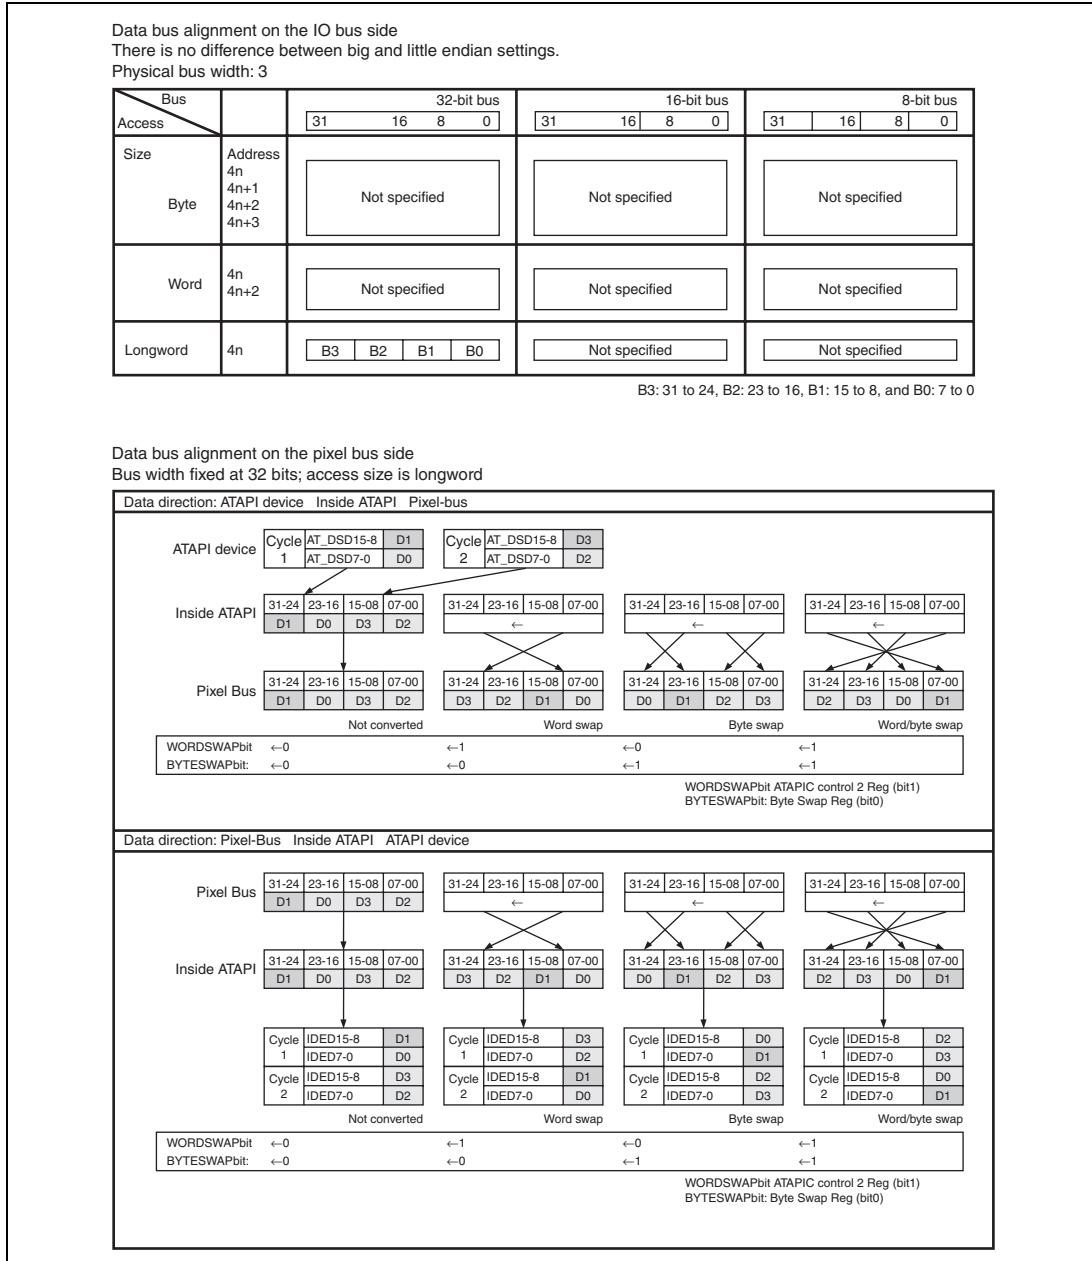 Data bus alignment on the IO bus side
There is no difference between big and little endian settings.
Physical bus width: 3
Bus 32-bit bus 16-bit bus 8-bit bus
Access 31 16 8 0 31 16 8 0 31 16 8 0
Size Address
4n
4n+1
Byte 4n+2 Not specified Not specified Not specified
4n+3
4n
Word 4n+2 Not specified Not specified Not specified
Longword 4n B3 B2 B1 B0 Not specified Not specified
B3: 31 to 24, B2: 23 to 16, B1: 15 to 8, and B0: 7 to 0
Data bus alignment on the pixel bus side
Bus width fixed at 32 bits; access size is longword
Data direction: ATAPI device Inside ATAPI Pixel-bus
ATAPI device Cycle 1 AT_DSD15-8 D1 Cycle 2 AT_DSD15-8 D3
AT_DSD7-0 D0 AT_DSD7-0 D2
Inside ATAPI 31-24 23-16 15-08 07-00 31-24 23-16 15-08 07-00 31-24 23-16 15-08 07-00 31-24 23-16 15-08 07-00
D1 D0 D3 D2 ← ← ←
Pixel Bus 31-24 23-16 15-08 07-00 31-24 23-16 15-08 07-00 31-24 23-16 15-08 07-00 31-24 23-16 15-08 07-00
D1 D0 D3 D2 D3 D2 D1 D0 D0 D1 D2 D3 D2 D3 D0 D1
Not converted Word swap Byte swap Word/byte swap
WORDSWAPbit ←0 ←1 ←0 ←1
BYTESWAPbit: ←0 ←0 ←1 ←1
WORDSWAPbit ATAPIC control 2 Reg (bit1)
BYTESWAPbit: Byte Swap Reg (bit0)
Data direction: Pixel-Bus Inside ATAPI ATAPI device
Pixel Bus 31-24 23-16 15-08 07-00 31-24 23-16 15-08 07-00 31-24 23-16 15-08 07-00 31-24 23-16 15-08 07-00
D1 D0 D3 D2 ← ← ←
Inside ATAPI 31-24 23-16 15-08 07-00 31-24 23-16 15-08 07-00 31-24 23-16 15-08 07-00 31-24 23-16 15-08 07-00
D1 D0 D3 D2 D3 D2 D1 D0 D0 D1 D2 D3 D2 D3 D0 D1
Cycle IDED15-8 D1 Cycle IDED15-8 D3 Cycle IDED15-8 D0 Cycle IDED15-8 D2
1 IDED7-0 D0 1 IDED7-0 D2 1 IDED7-0 D1 1 IDED7-0 D3
Cycle IDED15-8 D3 Cycle IDED15-8 D1 Cycle IDED15-8 D2 Cycle IDED15-8 D0
2 IDED7-0 D2 2 IDED7-0 D0 2 IDED7-0 D3 2 IDED7-0 D1
Not converted Word swap Byte swap Word/byte swap
WORDSWAPbit ←0 ←1 ←0 ←1
BYTESWAPbit: ←0 ←0 ←1 ←1
WORDSWAPbit ATAPIC control 2 Reg (bit1)
BYTESWAPbit: Byte Swap Reg (bit0)